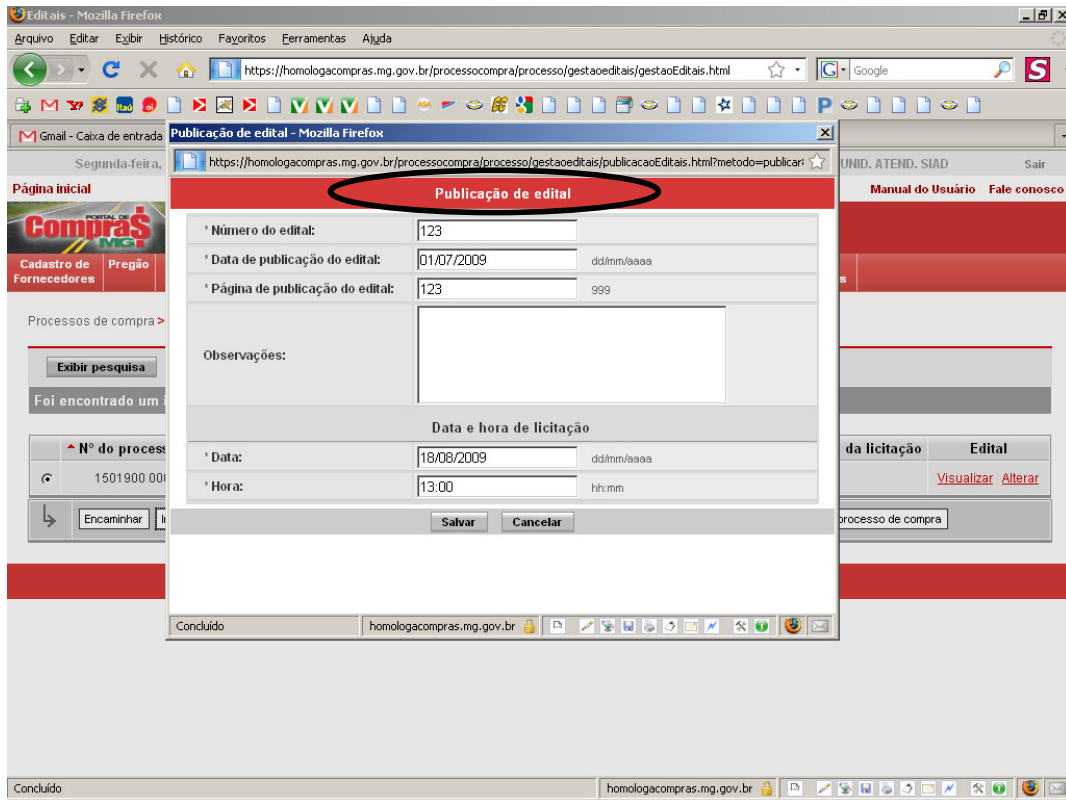 Editais - Mozilla Firefox
Arquivo Editar Exibir Histórico Favoritos Ferramentas Ajuda
https://homologacompras.mg.gov.br/processocompra/processo/gestaoeditais/gestaoEditais.html
Google
Gmail - Caixa de entrada
Publicação de edital - Mozilla Firefox
Segunda-feira,
https://homologacompras.mg.gov.br/processocompra/processo/gestaoeditais/publicacaoEditais.html?metodo=publicar
UNID. ATEND. SIAD Sair
Página inicial
Publicação de edital
Manual do Usuário Fale conosco
PORTAL DE
Compras
MG
* Número do edital: 123
* Data de publicação do edital: 01/07/2009 dd/mm/aaaa
Cadastro de Fornecedores
Pregão
* Página de publicação do edital: 123 999
s
Processos de compra >
Observações:
Exibir pesquisa
Foi encontrado um i
Data e hora de licitação
Nº do process
* Data: 18/08/2009 dd/mm/aaaa
da licitação Edital
1501900 00
* Hora: 13:00 hh:mm
Visualizar Alterar
Encaminhar
Salvar Cancelar
processo de compra
Concluído homologacompras.mg.gov.br
Concluído homologacompras.mg.gov.br